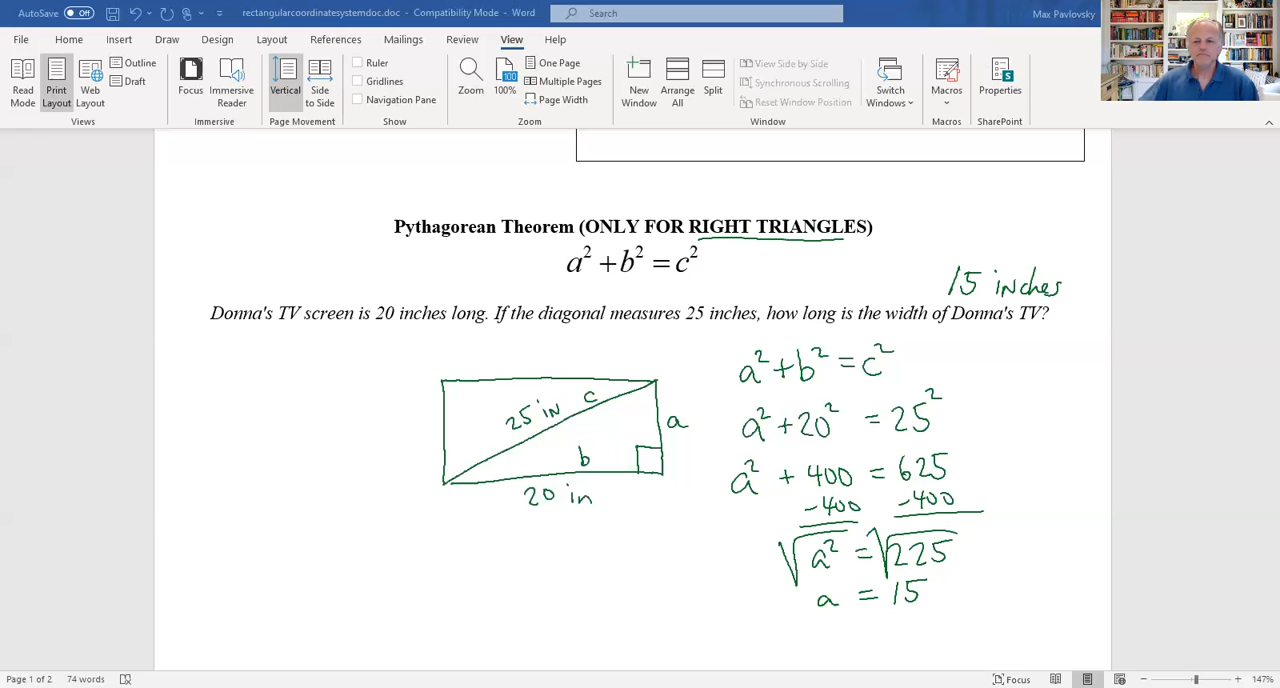 AutoSave Off rectangularcoordinatesystemdoc.doc - Compatibility Mode - Word Search Max Pavlovsky
File Home Insert Draw Design Layout References Mailings Review View Help
Read Mode Print Layout Web Layout Outline Draft Focus Immersive Reader Vertical Side to Side Ruler Gridlines Navigation Pane Zoom 100 100% One Page Multiple Pages Page Width New Window Arrange All Split View Side by Side Synchronous Scrolling Reset Window Position Switch Windows Macros Properties
Views Immersive Page Movement Show Zoom Window Macros SharePoint
Pythagorean Theorem (ONLY FOR RIGHT TRIANGLES)
a² + b² = c²
15 inches
Donna's TV screen is 20 inches long. If the diagonal measures 25 inches, how long is the width of Donna's TV?
25 in c
a
b
20 in
a² + b² = c²
a² + 20² = 25²
a² + 400 = 625
-400 -400
√a² = √225
a = 15
Page 1 of 2 74 words Focus 147%